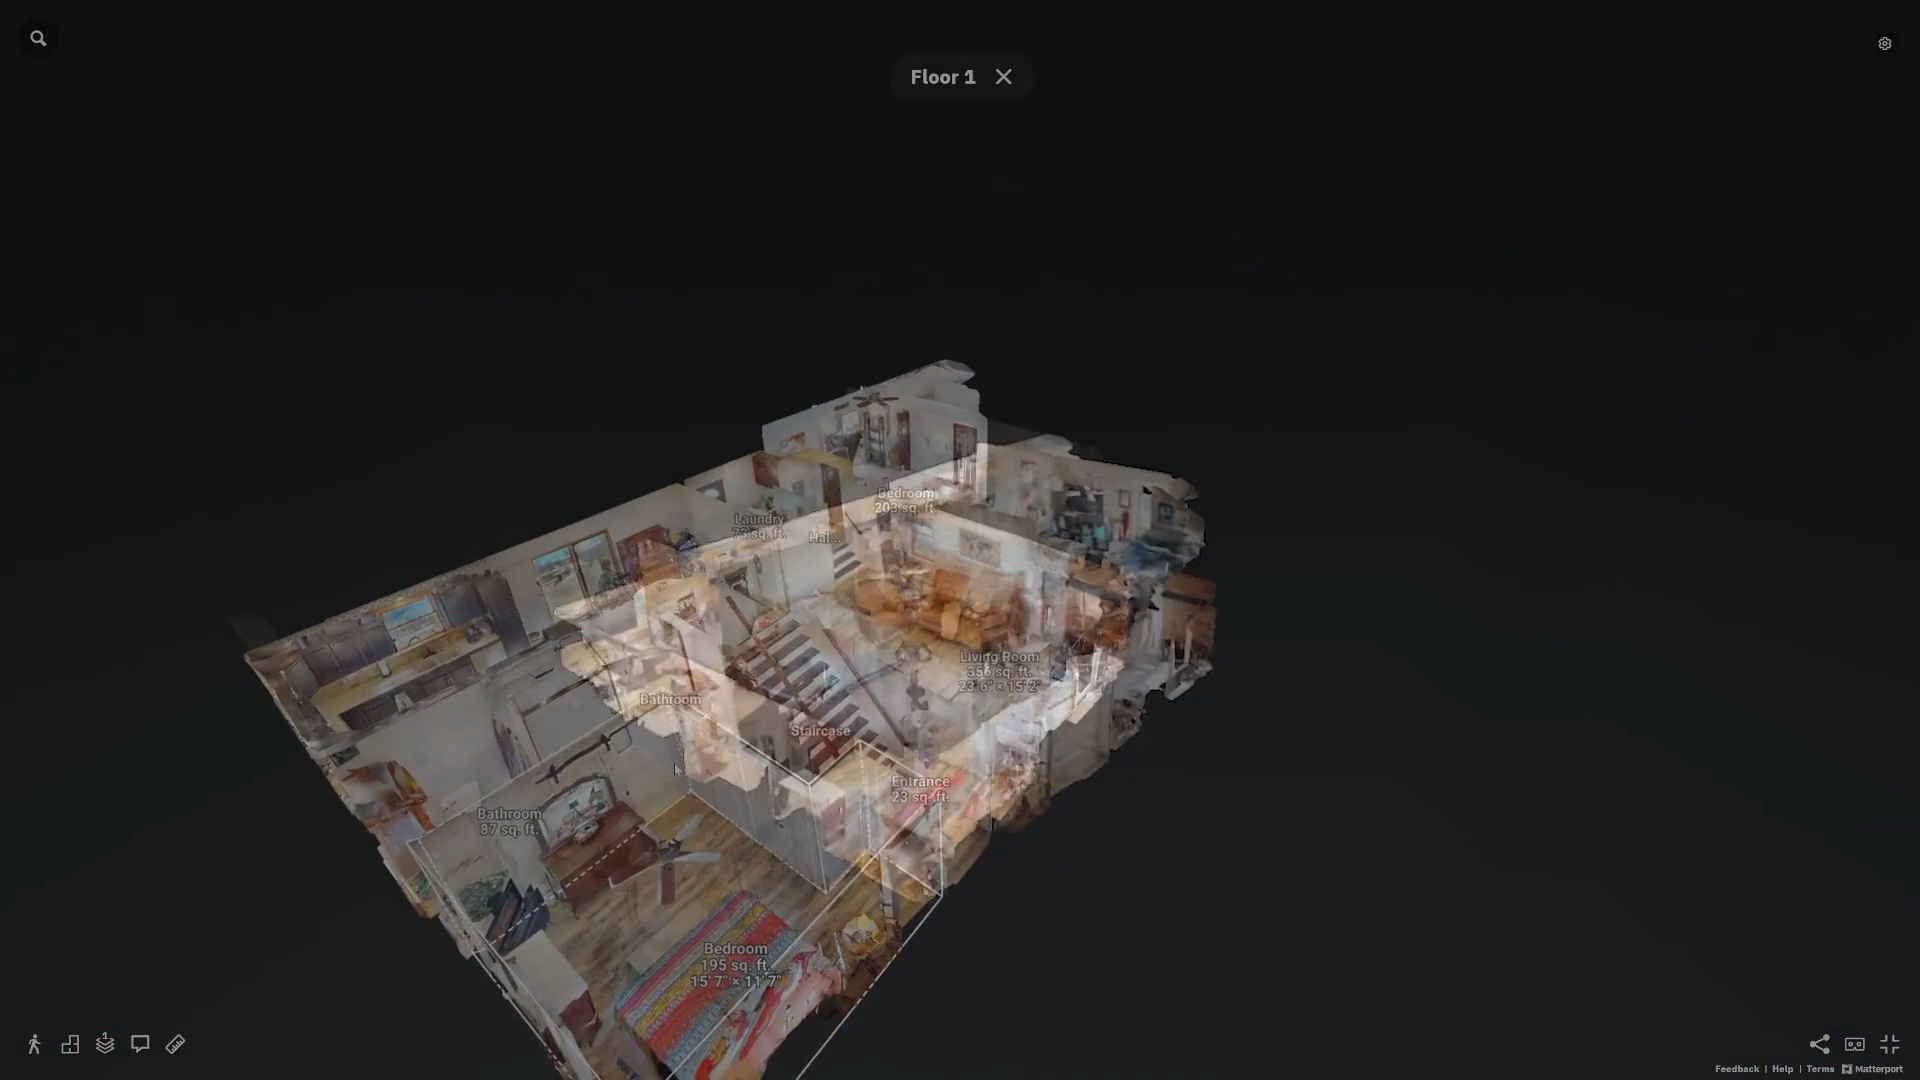 Floor 1
Bedroom
203 sq. ft.
Laundry
73 sq. ft.
Hal...
Living Room
356 sq. ft.
23' 6" × 15' 2"
Bathroom
Staircase
Entrance
23 sq. ft.
Bathroom
87 sq. ft.
Bedroom
195 sq. ft.
15' 7" × 11' 7"
1
Feedback | Help | Terms Matterport